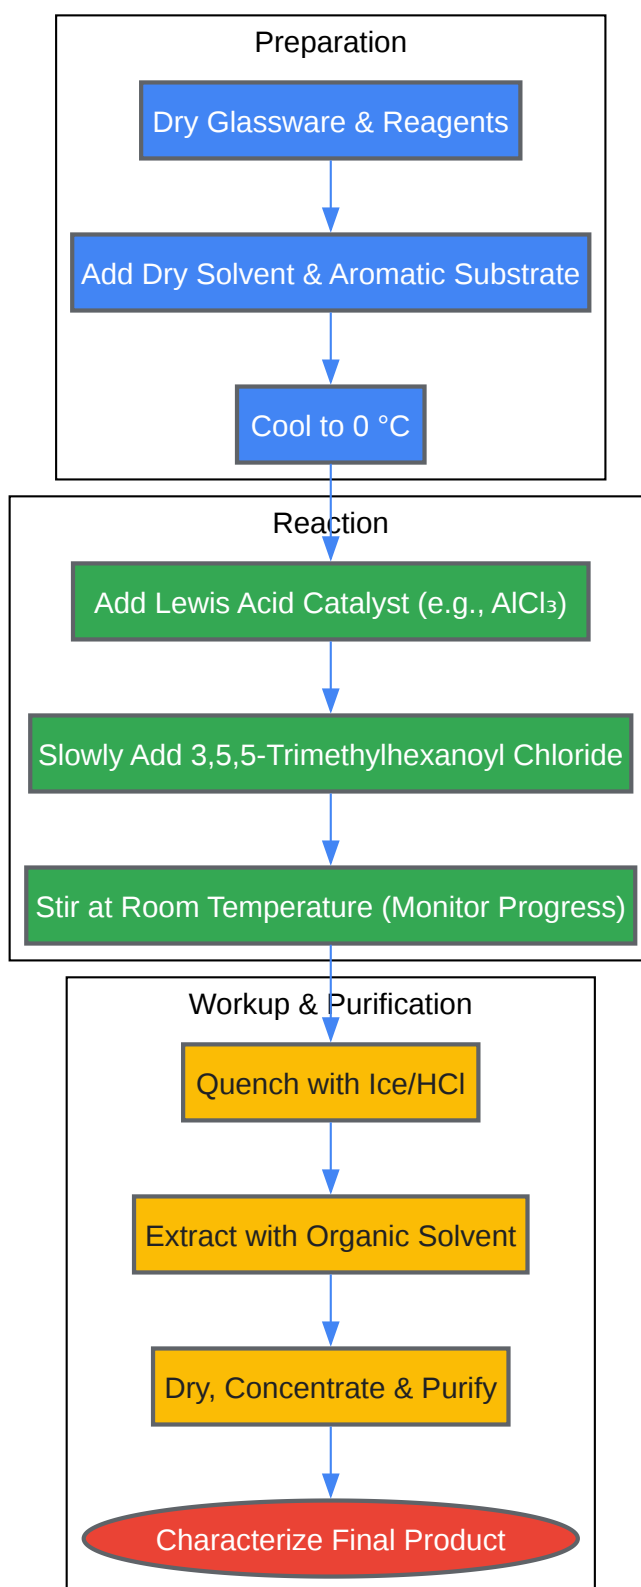 Preparation
Dry Glassware & Reagents
Add Dry Solvent & Aromatic Substrate
Cool to 0 °C
Reaction
Add Lewis Acid Catalyst (e.g., AlCl₃)
Slowly Add 3,5,5-Trimethylhexanoyl Chloride
Stir at Room Temperature (Monitor Progress)
Workup & Purification
Quench with Ice/HCl
Extract with Organic Solvent
Dry, Concentrate & Purify
Characterize Final Product